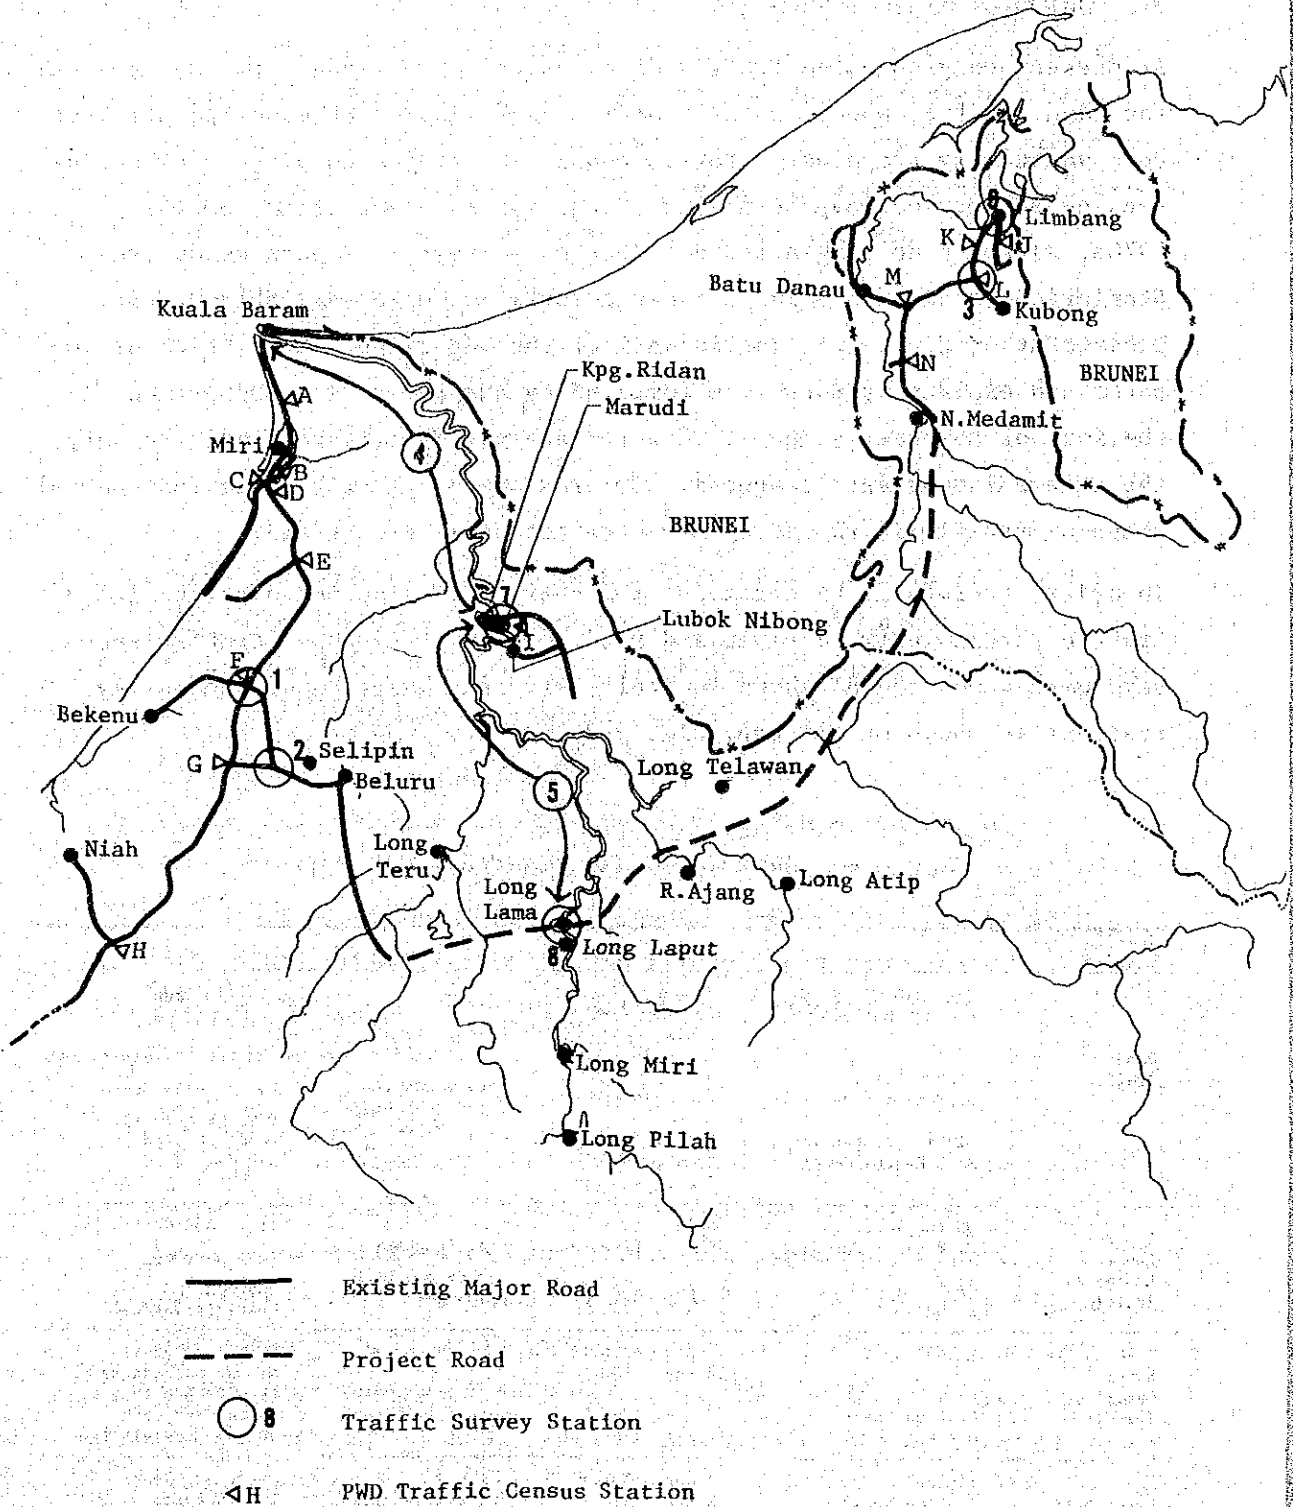 Limbang
K
J
Batu Danau
M
L
3
Kubong
Kuala Baram
BRUNEI
N
Kpg.Ridan
A
Marudi
N.Medamit
Miri
4
B
C
D
BRUNEI
E
Lubok Nibong
I
F
1
Bekenu
2
Selipin
G
Long Telawan
Beluru
5
Niah
Long
Teru
R.Ajang
Long Atip
Long
Lama
H
8
Long Laput
Long Miri
Long Pilah
Existing Major Road
Project Road
8
Traffic Survey Station
H
PWD Traffic Census Station